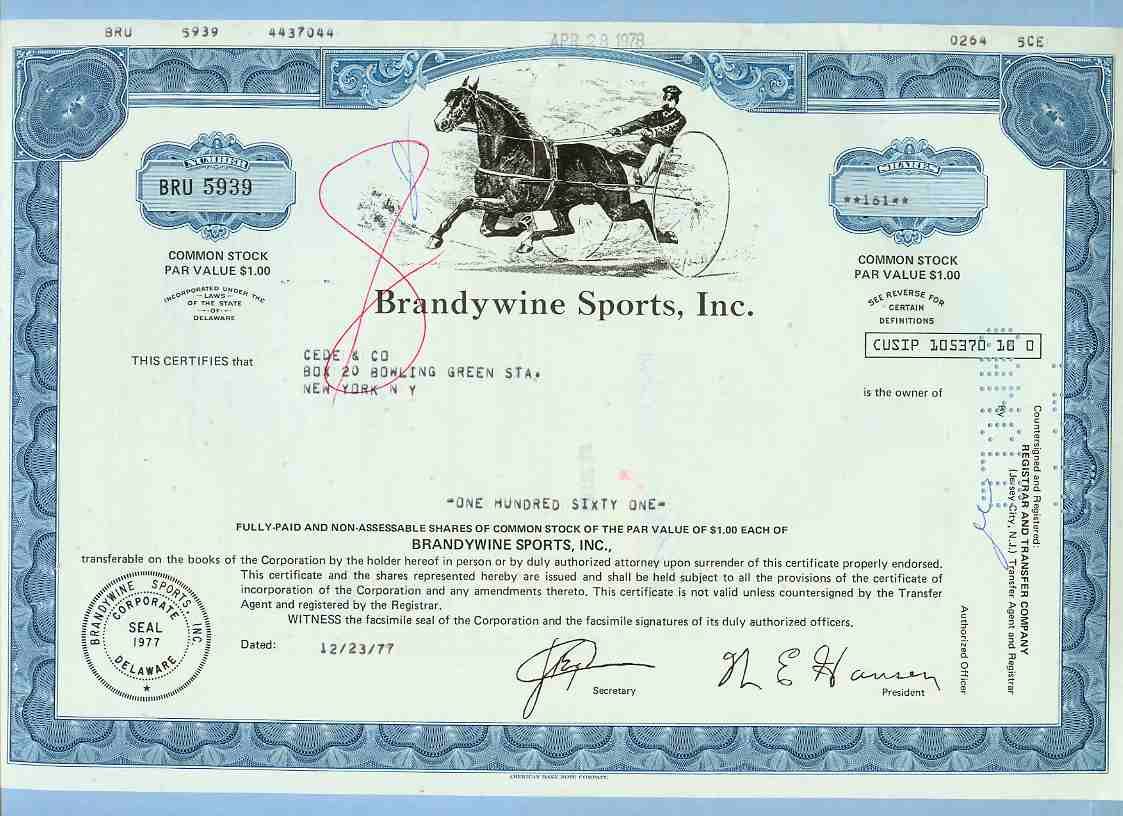 BRU 5939 4437044 APR 28 1978 0264 5CE
NUMBER
BRU 5939
SHARES
**161**
COMMON STOCK
PAR VALUE $1.00
INCORPORATED UNDER THE
LAWS
OF THE STATE
OF
DELAWARE
COMMON STOCK
PAR VALUE $1.00
SEE REVERSE FOR
CERTAIN
DEFINITIONS
Brandywine Sports, Inc.
CUSIP 105370 10 0
THIS CERTIFIES that
CEDE & CO
BOX 20 BOWLING GREEN STA.
NEW YORK N Y
is the owner of
*ONE HUNDRED SIXTY ONE*
FULLY-PAID AND NON-ASSESSABLE SHARES OF COMMON STOCK OF THE PAR VALUE OF $1.00 EACH OF
BRANDYWINE SPORTS, INC.,
transferable on the books of the Corporation by the holder hereof in person or by duly authorized attorney upon surrender of this certificate properly endorsed.
This certificate and the shares represented hereby are issued and shall be held subject to all the provisions of the certificate of
incorporation of the Corporation and any amendments thereto. This certificate is not valid unless countersigned by the Transfer
Agent and registered by the Registrar.
WITNESS the facsimile seal of the Corporation and the facsimile signatures of its duly authorized officers.
Dated: 12/23/77
BRANDYWINE SPORTS, INC
CORPORATE
SEAL
1977
DELAWARE
Secretary
N E Hansen
President
Countersigned and Registered:
REGISTRAR AND TRANSFER COMPANY
(Jersey City, N.J.) Transfer Agent and Registrar
By
Authorized Officer
AMERICAN BANK NOTE COMPANY